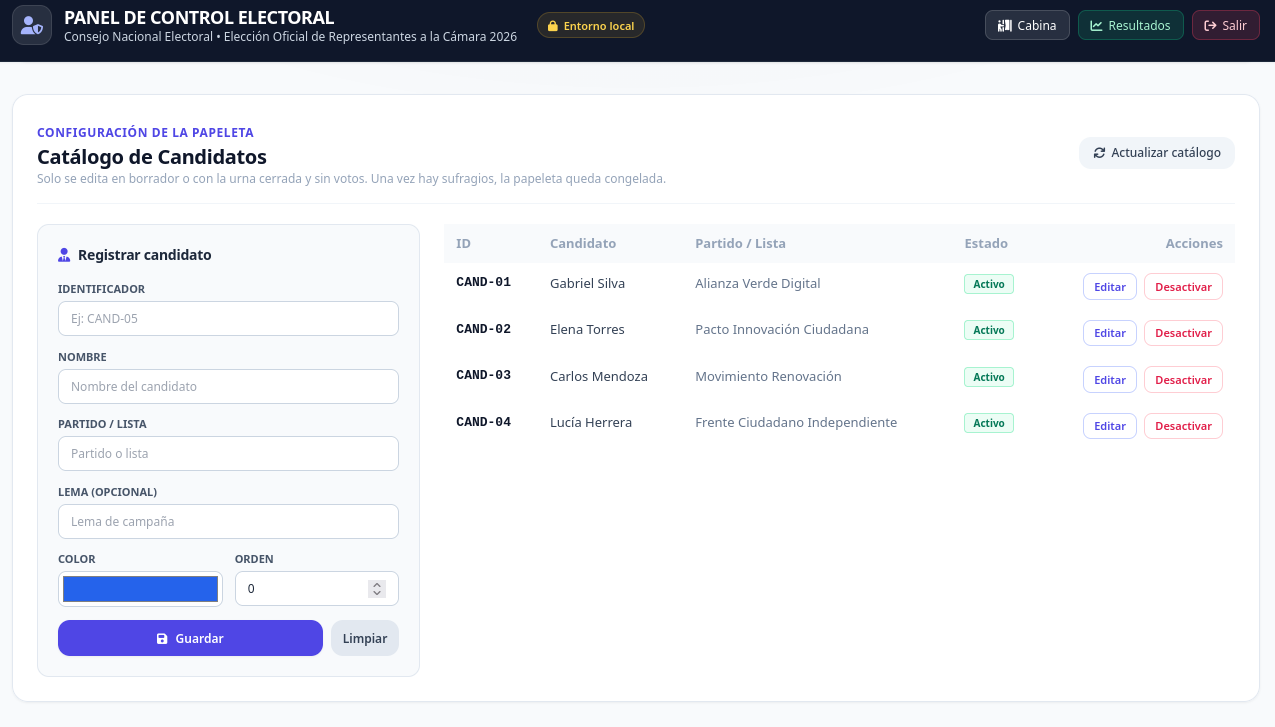 PANEL DE CONTROL ELECTORAL
Consejo Nacional Electoral • Elección Oficial de Representantes a la Cámara 2026
Entorno local
Cabina
Resultados
Salir
CONFIGURACIÓN DE LA PAPELETA
Catálogo de Candidatos
Solo se edita en borrador o con la urna cerrada y sin votos. Una vez hay sufragios, la papeleta queda congelada.
Actualizar catálogo
Registrar candidato
IDENTIFICADOR
Ej: CAND-05
NOMBRE
Nombre del candidato
PARTIDO / LISTA
Partido o lista
LEMA (OPCIONAL)
Lema de campaña
COLOR ORDEN
0
Guardar Limpiar
ID Candidato Partido / Lista Estado Acciones
CAND-01 Gabriel Silva Alianza Verde Digital Activo Editar Desactivar
CAND-02 Elena Torres Pacto Innovación Ciudadana Activo Editar Desactivar
CAND-03 Carlos Mendoza Movimiento Renovación Activo Editar Desactivar
CAND-04 Lucía Herrera Frente Ciudadano Independiente Activo Editar Desactivar